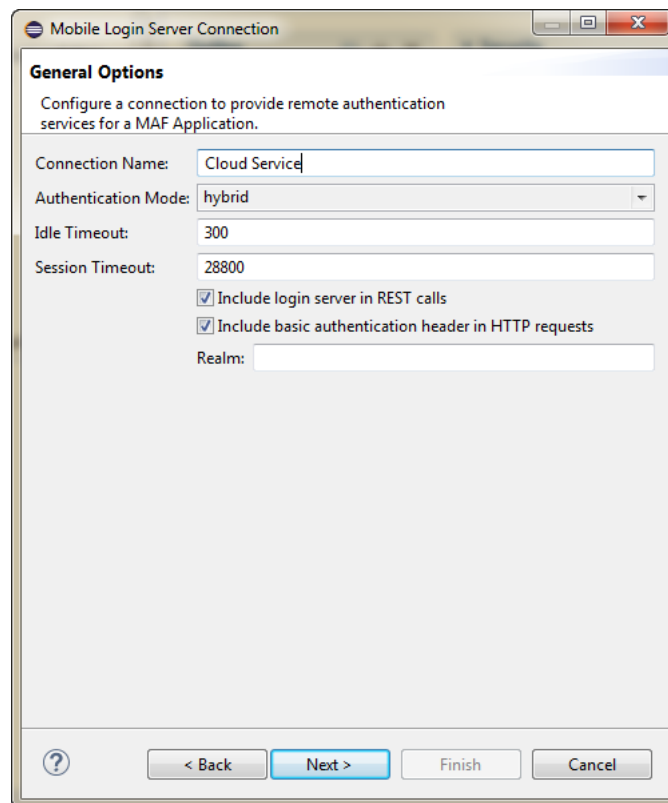 Mobile Login Server Connection
General Options
Configure a connection to provide remote authentication
services for a MAF Application.
Connection Name: Cloud Service
Authentication Mode: hybrid
Idle Timeout: 300
Session Timeout: 28800
Include login server in REST calls
Include basic authentication header in HTTP requests
Realm:
? < Back Next > Finish Cancel